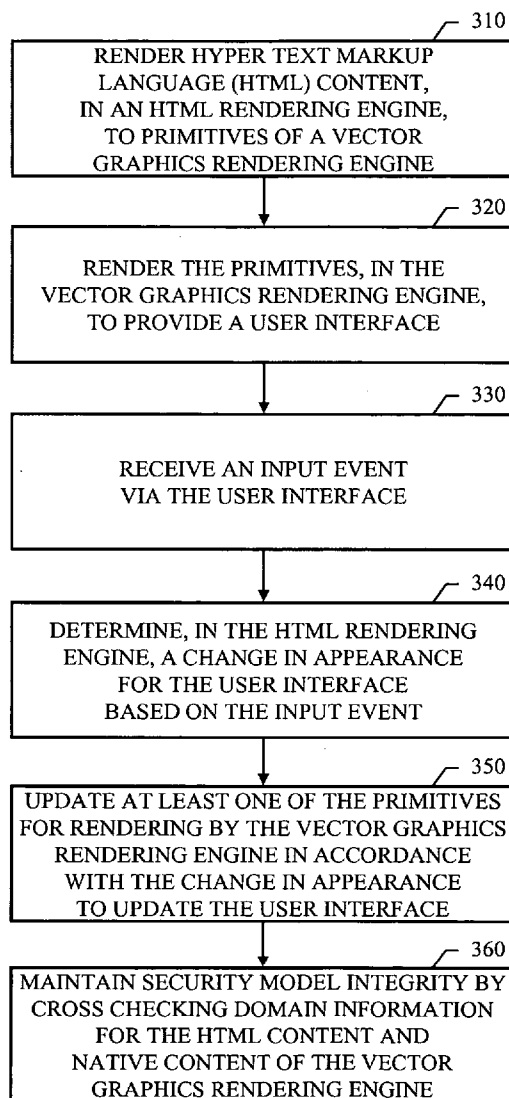 310
RENDER HYPER TEXT MARKUP
LANGUAGE (HTML) CONTENT,
IN AN HTML RENDERING ENGINE,
TO PRIMITIVES OF A VECTOR
GRAPHICS RENDERING ENGINE
320
RENDER THE PRIMITIVES, IN THE
VECTOR GRAPHICS RENDERING ENGINE,
TO PROVIDE A USER INTERFACE
330
RECEIVE AN INPUT EVENT
VIA THE USER INTERFACE
340
DETERMINE, IN THE HTML RENDERING
ENGINE, A CHANGE IN APPEARANCE
FOR THE USER INTERFACE
BASED ON THE INPUT EVENT
350
UPDATE AT LEAST ONE OF THE PRIMITIVES
FOR RENDERING BY THE VECTOR GRAPHICS
RENDERING ENGINE IN ACCORDANCE
WITH THE CHANGE IN APPEARANCE
TO UPDATE THE USER INTERFACE
360
MAINTAIN SECURITY MODEL INTEGRITY BY
CROSS CHECKING DOMAIN INFORMATION
FOR THE HTML CONTENT AND
NATIVE CONTENT OF THE VECTOR
GRAPHICS RENDERING ENGINE